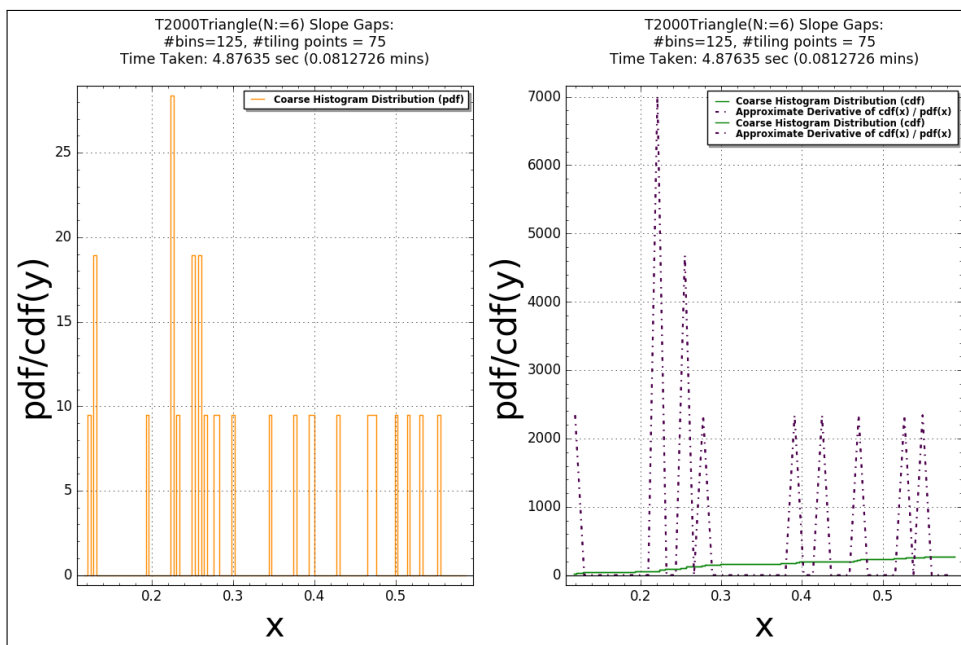 T2000Triangle(N:=6) Slope Gaps:
#bins=125, #tiling points = 75
Time Taken: 4.87635 sec (0.0812726 mins)
Coarse Histogram Distribution (pdf)
25
20
15
10
5
0
pdf/cdf(y)
0.2 0.3 0.4 0.5
x
T2000Triangle(N:=6) Slope Gaps:
#bins=125, #tiling points = 75
Time Taken: 4.87635 sec (0.0812726 mins)
7000
Coarse Histogram Distribution (cdf)
Approximate Derivative of cdf(x) / pdf(x)
Coarse Histogram Distribution (cdf)
Approximate Derivative of cdf(x) / pdf(x)
6000
5000
4000
3000
2000
1000
0
pdf/cdf(y)
0.2 0.3 0.4 0.5
x